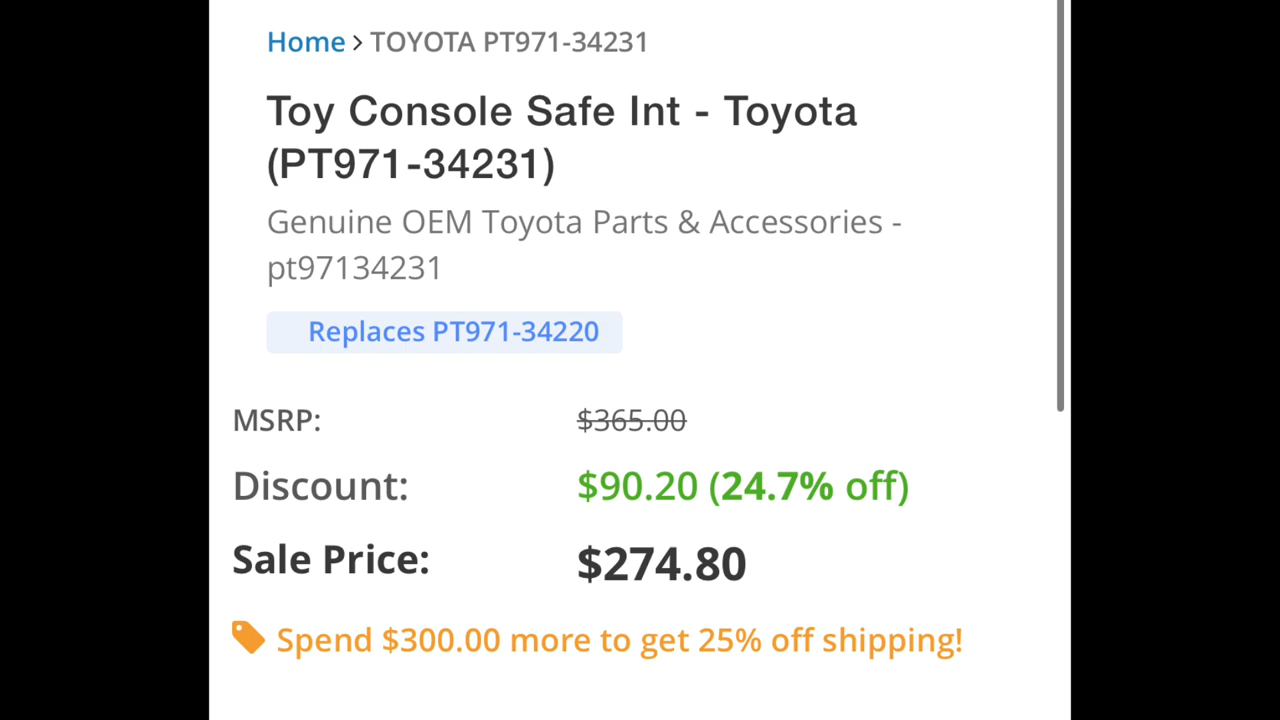 Home > TOYOTA PT971-34231
Toy Console Safe Int - Toyota
(PT971-34231)
Genuine OEM Toyota Parts & Accessories -
pt97134231
Replaces PT971-34220
MSRP: $365.00
Discount: $90.20 (24.7% off)
Sale Price: $274.80
Spend $300.00 more to get 25% off shipping!